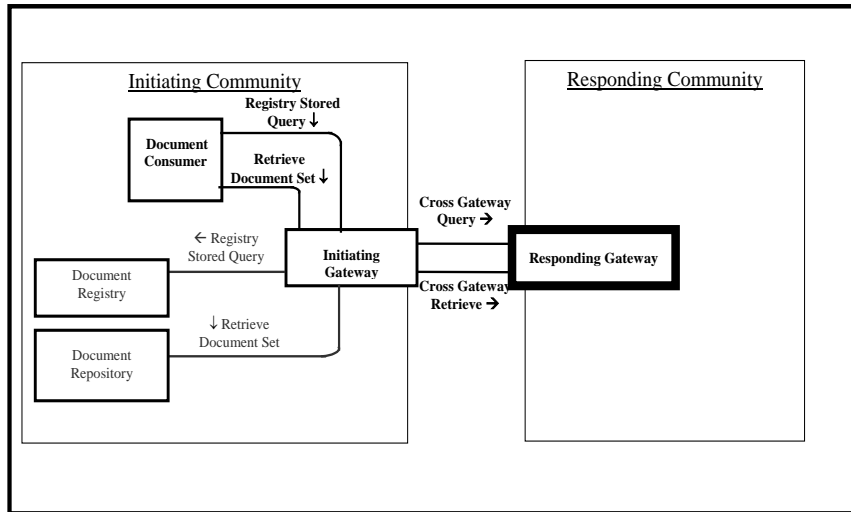 Initiating Community
Responding Community
Registry Stored
Query ↓
Document
Consumer
Retrieve
Document Set ↓
Cross Gateway
Query →
← Registry
Stored Query
Initiating
Gateway
Responding Gateway
Document
Registry
Cross Gateway
Retrieve →
↓ Retrieve
Document Set
Document
Repository